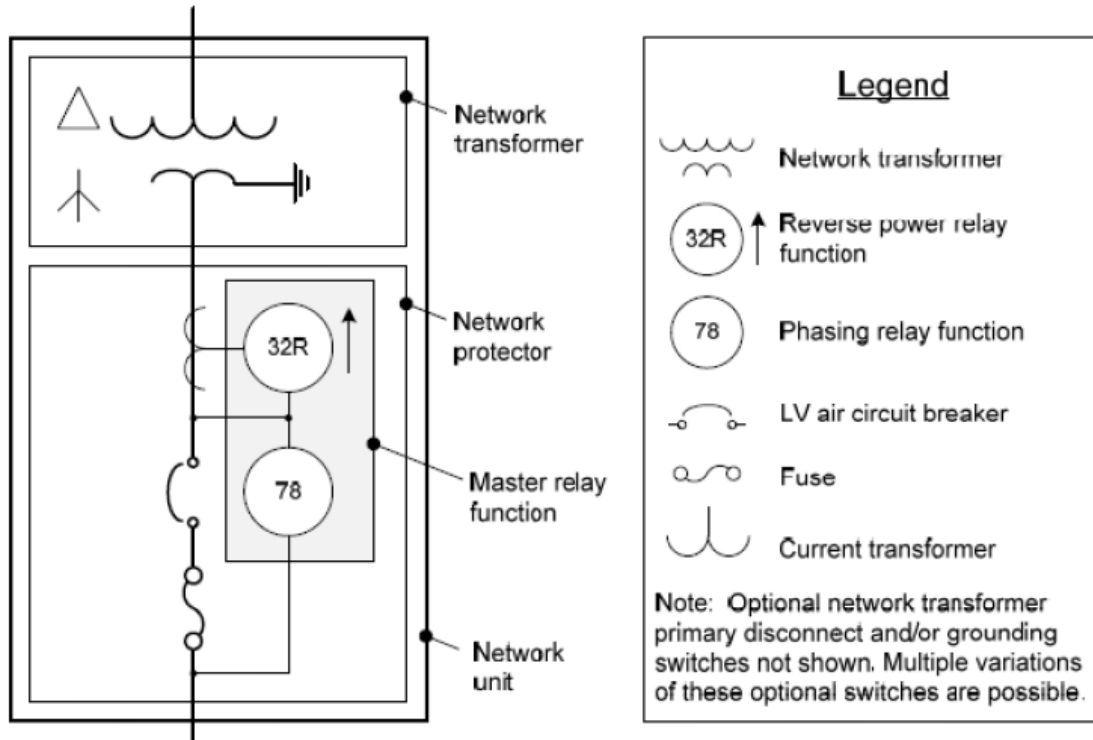 Network
transformer
32R
Network
protector
78
Master relay
function
Network
unit
Legend
Network transformer
32R
Reverse power relay
function
78
Phasing relay function
LV air circuit breaker
Fuse
Current transformer
Note: Optional network transformer
primary disconnect and/or grounding
switches not shown. Multiple variations
of these optional switches are possible.